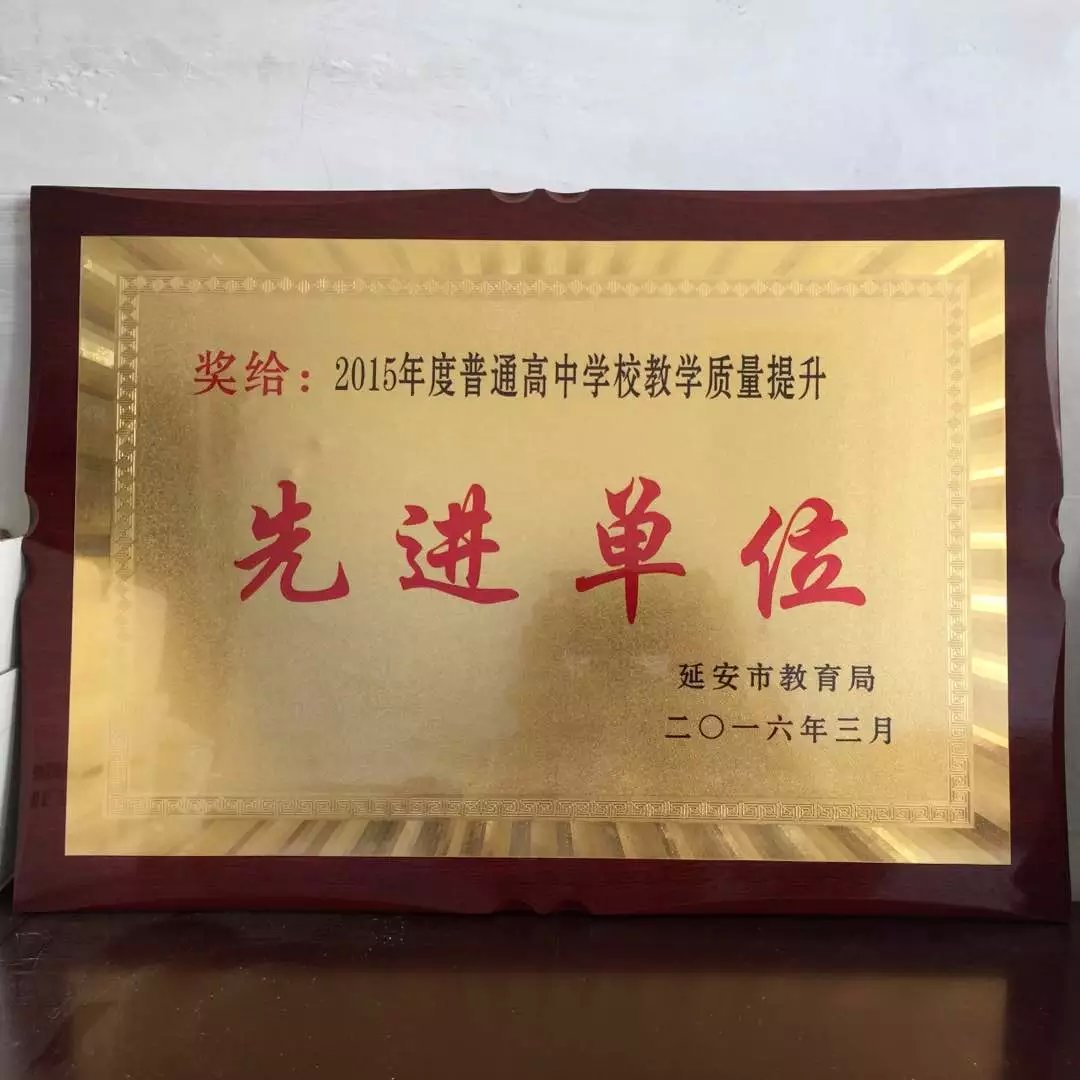 奖给：2015年度普通高中学校教学质量提升
先进单位
延安市教育局
二〇一六年三月